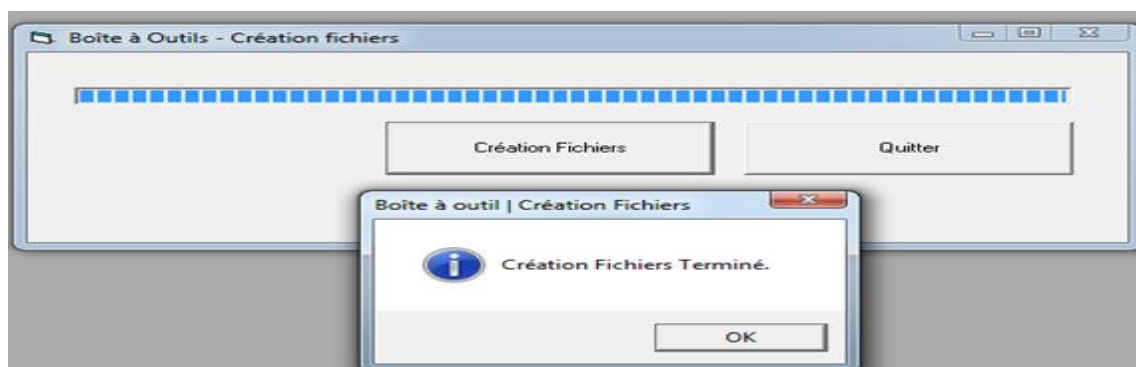 Boîte à Outils - Création fichiers
Création Fichiers
Quitter
Boîte à outil | Création Fichiers
Création Fichiers Terminé.
OK